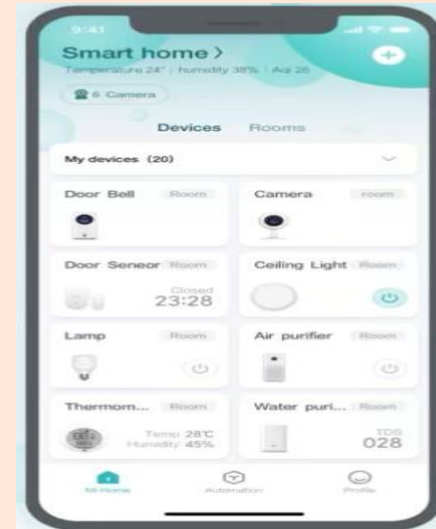 9:41
Smart home >
Temperature 24° | humidity 38% | Aqi 26
6 Camera
Devices Rooms
My devices (20)
Door Bell Room
Camera room
Door Sensor Room
Closed
23:28
Ceiling Light Room
Lamp Room
Air purifier Room
Thermom... Room
Temp 28°C
Humidity 45%
Water puri... Room
TDS
028
Mi-Home Automation Profile